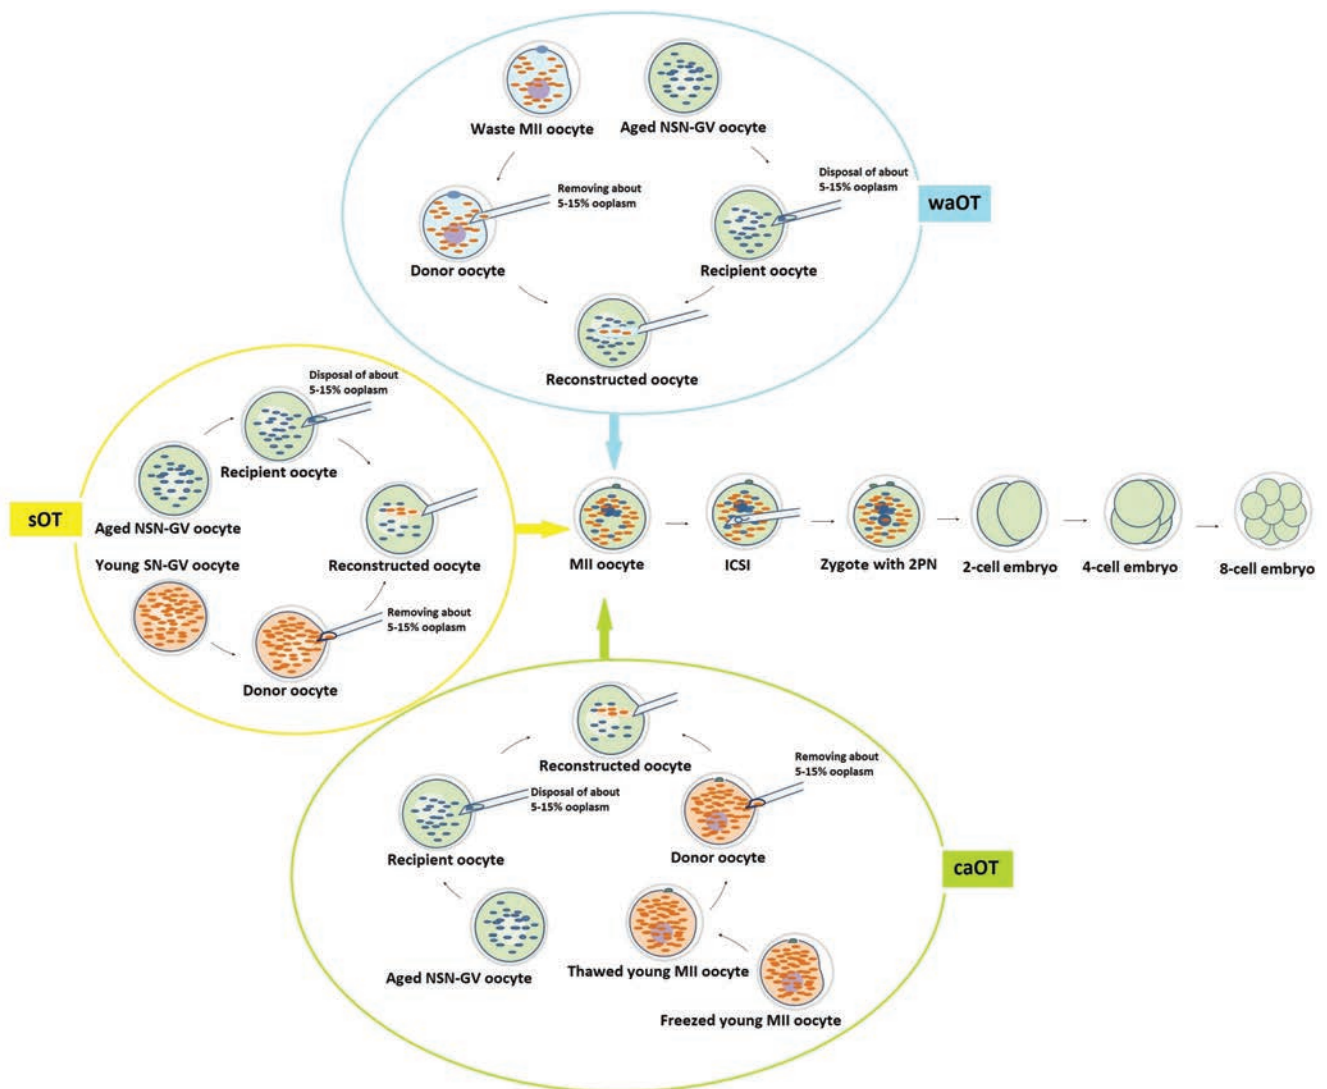 Waste MII oocyte
Aged NSN-GV oocyte
Removing about
5-15% ooplasm
Disposal of about
5-15% ooplasm
waOT
Donor oocyte
Recipient oocyte
Reconstructed oocyte
Disposal of about
5-15% ooplasm
Recipient oocyte
sOT
Aged NSN-GV oocyte
Young SN-GV oocyte
Reconstructed oocyte
Removing about
5-15% ooplasm
Donor oocyte
MII oocyte
ICSI
Zygote with 2PN
2-cell embryo
4-cell embryo
8-cell embryo
Reconstructed oocyte
Removing about
5-15% ooplasm
Disposal of about
5-15% ooplasm
Recipient oocyte
Donor oocyte
caOT
Aged NSN-GV oocyte
Thawed young MII oocyte
Freezed young MII oocyte